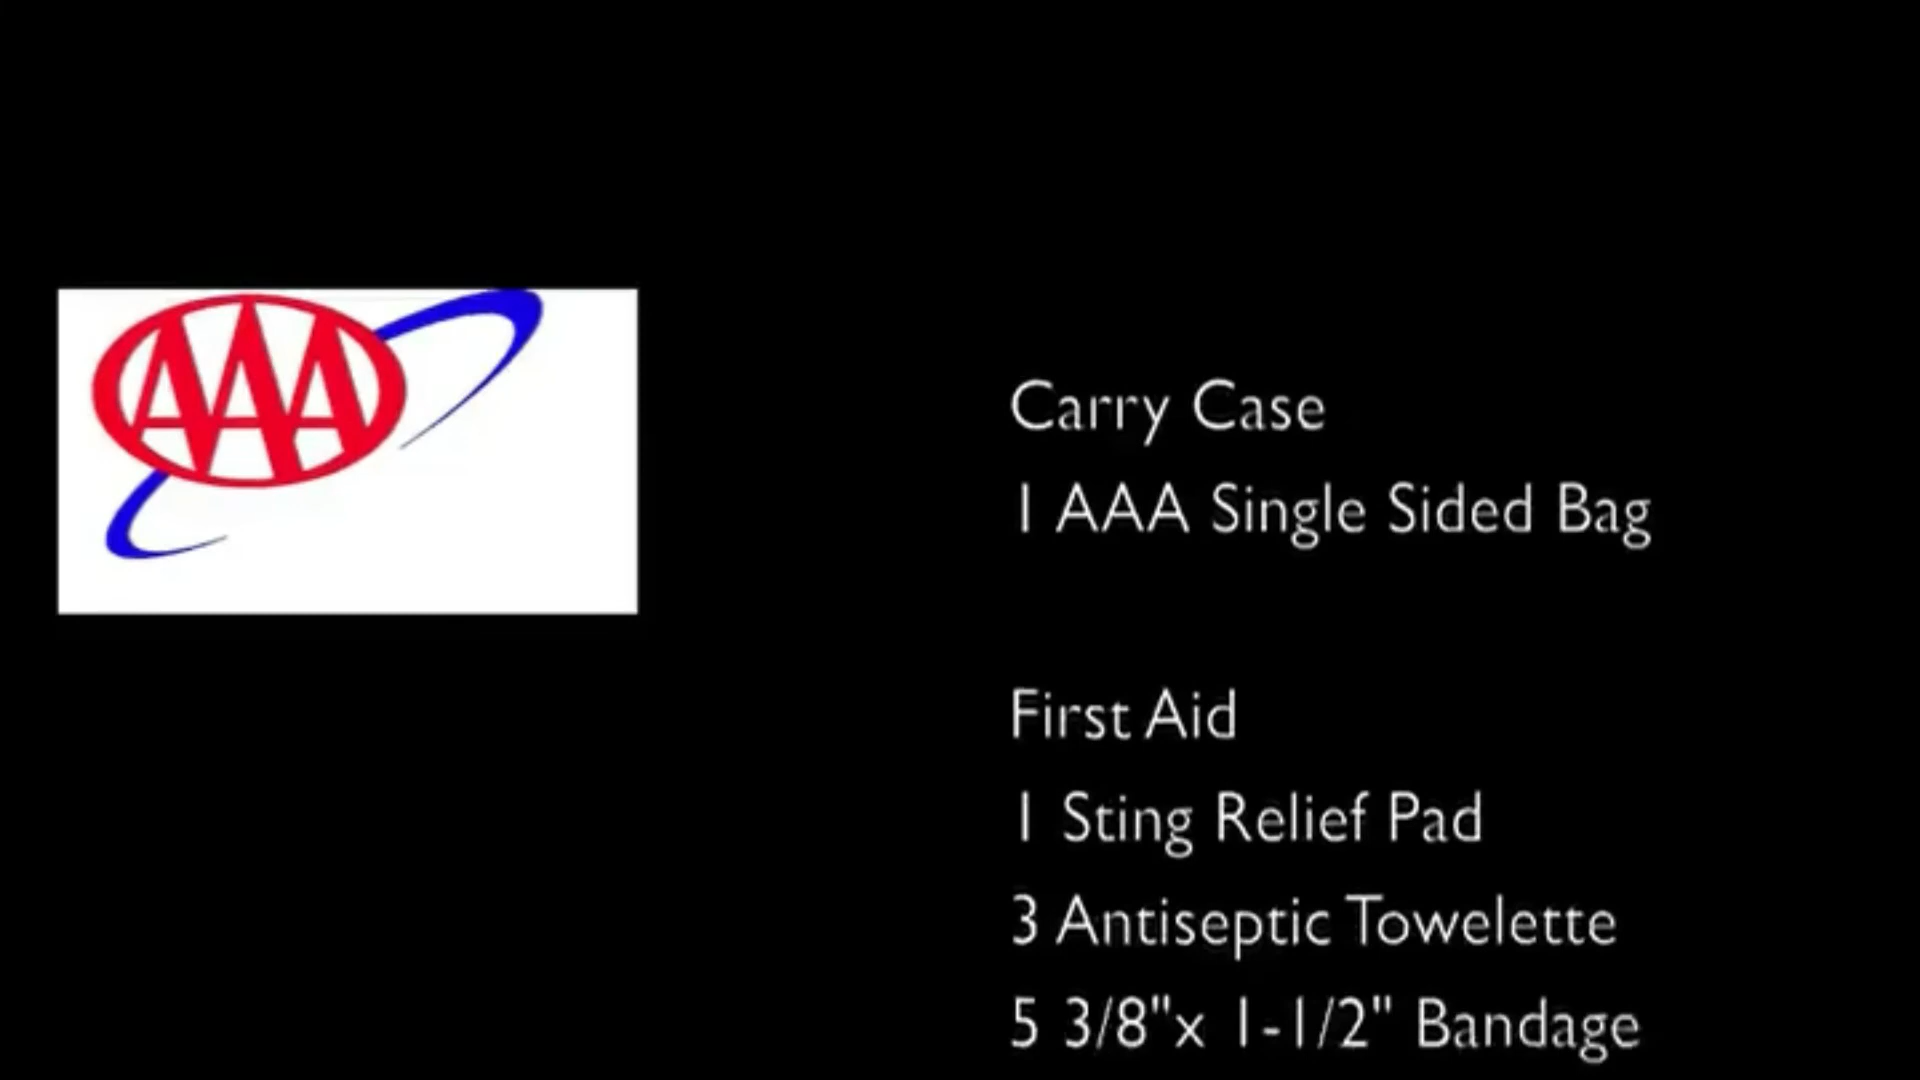 AAA
Carry Case
1 AAA Single Sided Bag
First Aid
1 Sting Relief Pad
3 Antiseptic Towelette
5 3/8"x 1-1/2" Bandage